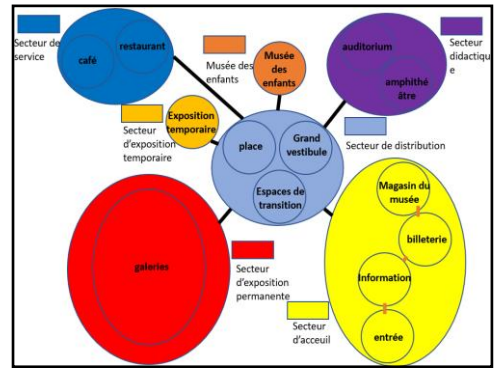 Secteur de
service
café
restaurant
Musée des
enfants
Musée
des
enfants
auditorium
amphithé
âtre
Secteur
didactiqu
e
Exposition
temporaire
Secteur
d'exposition
temporaire
place
Grand
vestibule
Espaces de
transition
Secteur de distribution
galeries
Secteur
d'exposition
permanente
Magasin du
musée
billeterie
Information
entrée
Secteur
d'acceuil